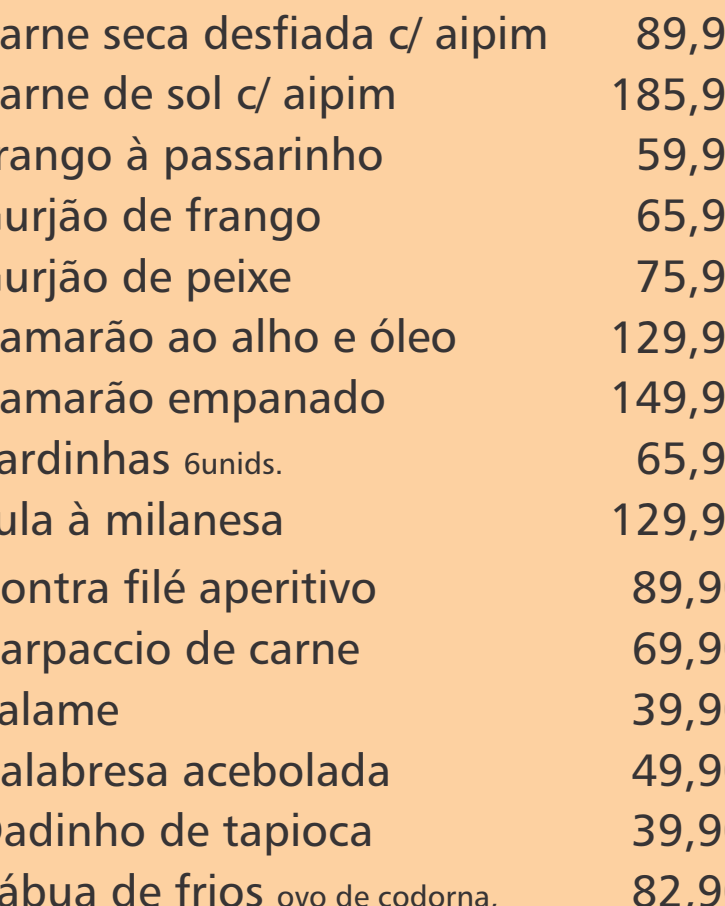 arne seca desfiada c/ aipim 89,9
arne de sol c/ aipim 185,9
rango à passarinho 59,9
urjão de frango 65,9
urjão de peixe 75,9
amarão ao alho e óleo 129,9
amarão empanado 149,9
ardinhas 6unids. 65,9
ula à milanesa 129,9
ontra filé aperitivo 89,9
arpaccio de carne 69,9
alame 39,9
alabresa acebolada 49,9
Dadinho de tapioca 39,9
ábua de frios ovo de codorna, 82,9